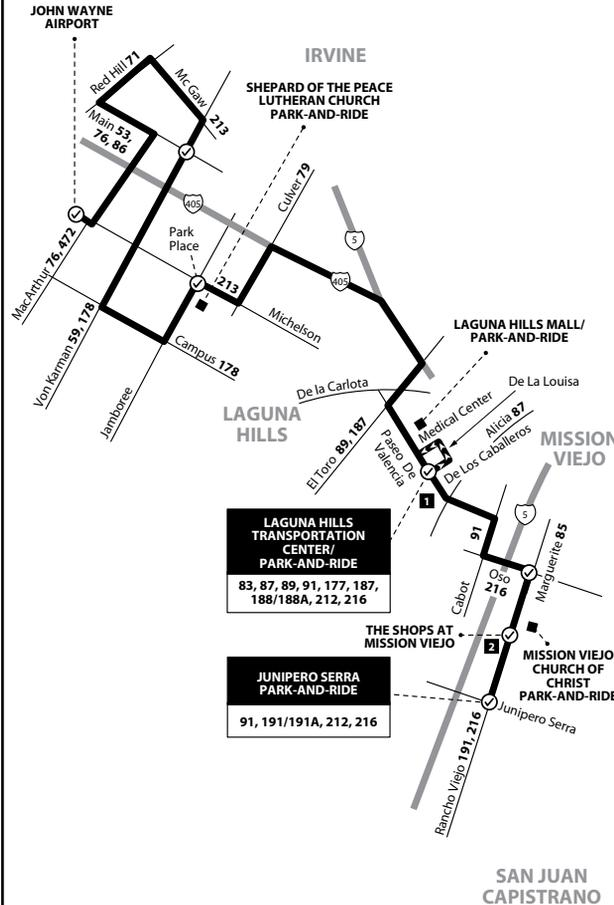 JOHN WAYNE
AIRPORT
IRVINE
Red Hill 71
Mc Gaw
213
SHEPARD OF THE PEACE
LUTHERAN CHURCH
PARK-AND-RIDE
Main 53,
76, 86
Culver 79
405
5
Park
Place
MacArthur 76, 472
213
405
Michelson
Von Karman 59, 178
Campus 178
Jamboree
LAGUNA HILLS MALL/
PARK-AND-RIDE
De la Carlota
De La Louisa
LAGUNA
HILLS
Medical Center
Alicia 87
El Toro 89, 187
Paseo De
Valencia
De Los Caballeros
MISSION
VIEJO
1
5
LAGUNA HILLS
TRANSPORTATION
CENTER/
PARK-AND-RIDE
83, 87, 89, 91, 177, 187,
188/188A, 212, 216
91
Marguerite 85
Cabot
Oso
216
THE SHOPS AT
MISSION VIEJO
2
MISSION VIEJO
CHURCH OF
CHRIST
PARK-AND-RIDE
JUNIPERO SERRA
PARK-AND-RIDE
91, 191/191A, 212, 216
Junipero Serra
Rancho Viejo 191, 216
SAN JUAN
CAPISTRANO